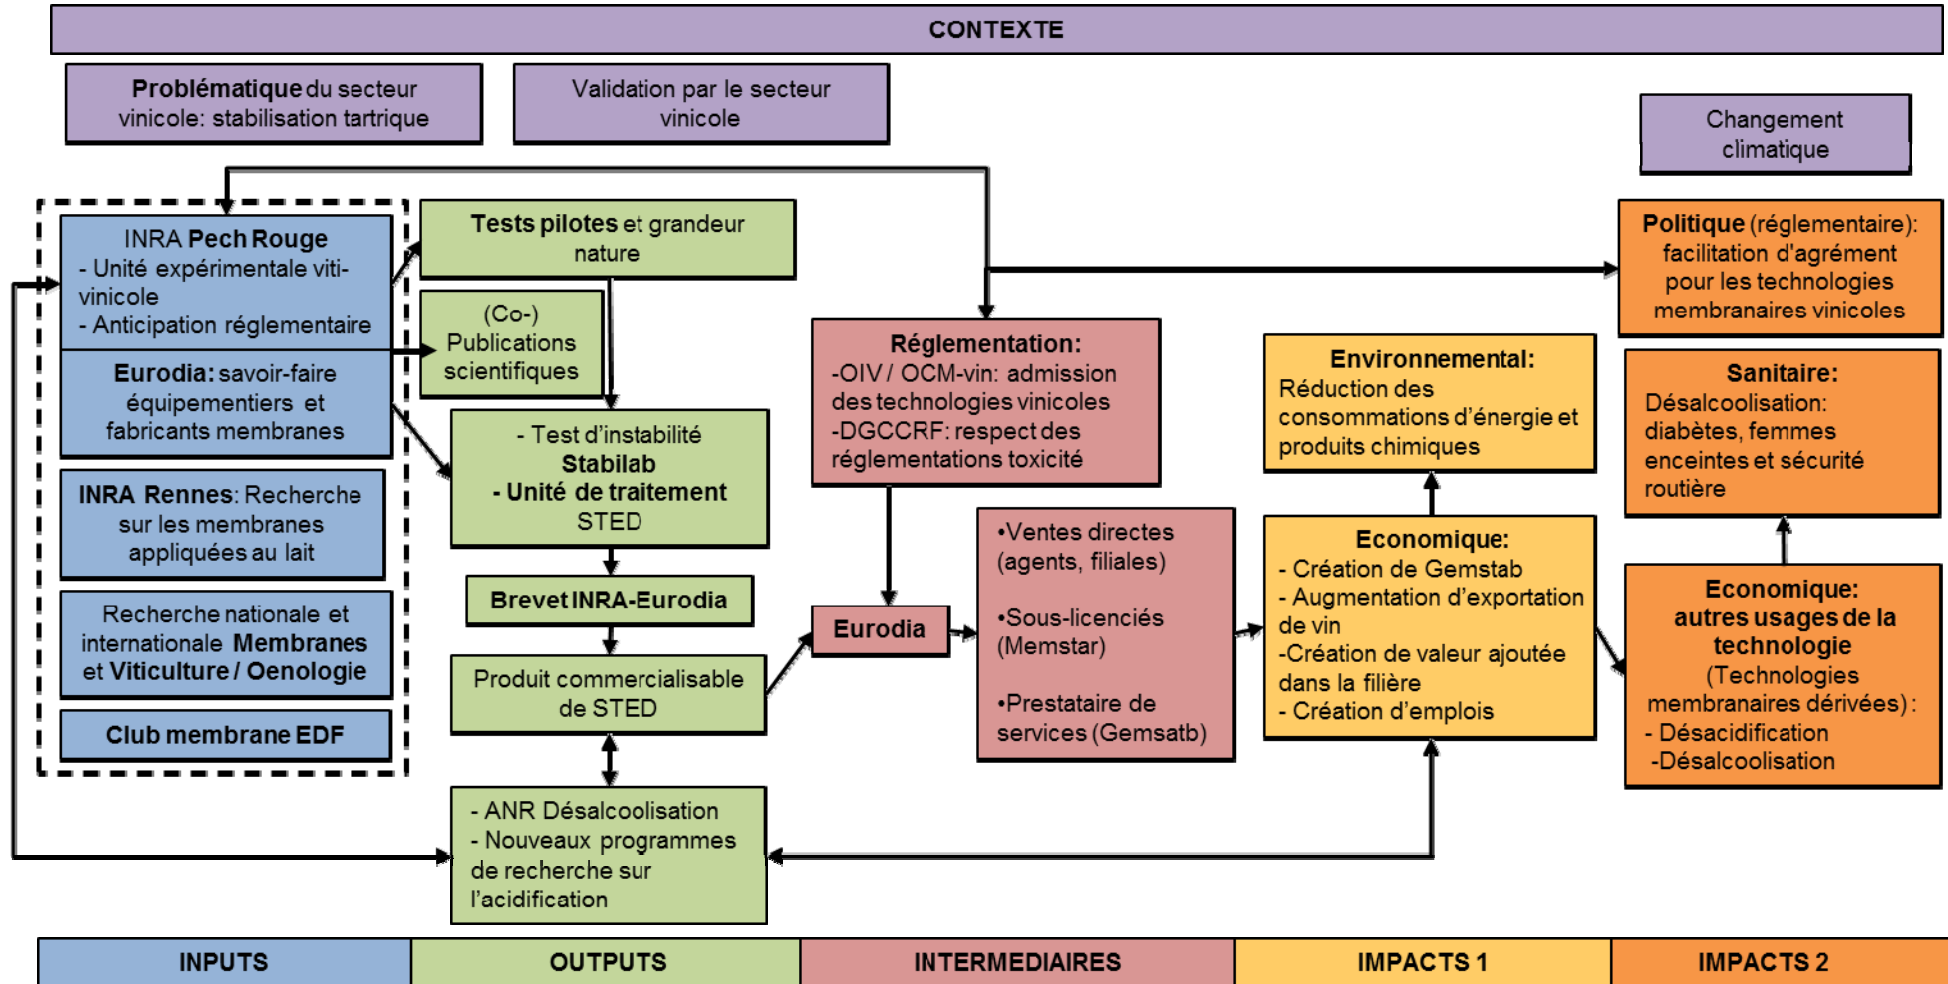 CONTEXTE
Problématique du secteur
vinicole: stabilisation tartrique
Validation par le secteur
vinicole
Changement
climatique
INRA Pech Rouge
- Unité expérimentale viti-
vinicole
- Anticipation réglementaire
Eurodia: savoir-faire
équipementiers et
fabricants membranes
INRA Rennes: Recherche
sur les membranes
appliquées au lait
Recherche nationale et
internationale Membranes
et Viticulture / Oenologie
Club membrane EDF
Tests pilotes et grandeur
nature
(Co-)
Publications
scientifiques
- Test d'instabilité
Stabilab
- Unité de traitement
STED
Brevet INRA-Eurodia
Produit commercialisable
de STED
- ANR Désalcoolisation
- Nouveaux programmes
de recherche sur
l'acidification
Réglementation:
-OIV / OCM-vin: admission
des technologies vinicoles
-DGCCRF: respect des
réglementations toxicité
Eurodia
•Ventes directes
(agents, filiales)
•Sous-licenciés
(Memstar)
•Prestataire de
services (Gemsatb)
Environnemental:
Réduction des
consommations d'énergie et
produits chimiques
Economique:
- Création de Gemstab
- Augmentation d'exportation
de vin
-Création de valeur ajoutée
dans la filière
- Création d'emplois
Politique (réglementaire):
facilitation d'agrément
pour les technologies
membranaires vinicoles
Sanitaire:
Désalcoolisation:
diabètes, femmes
enceintes et sécurité
routière
Economique:
autres usages de la
technologie
(Technologies
membranaires dérivées) :
- Désacidification
-Désalcoolisation
INPUTS
OUTPUTS
INTERMEDIAIRES
IMPACTS 1
IMPACTS 2